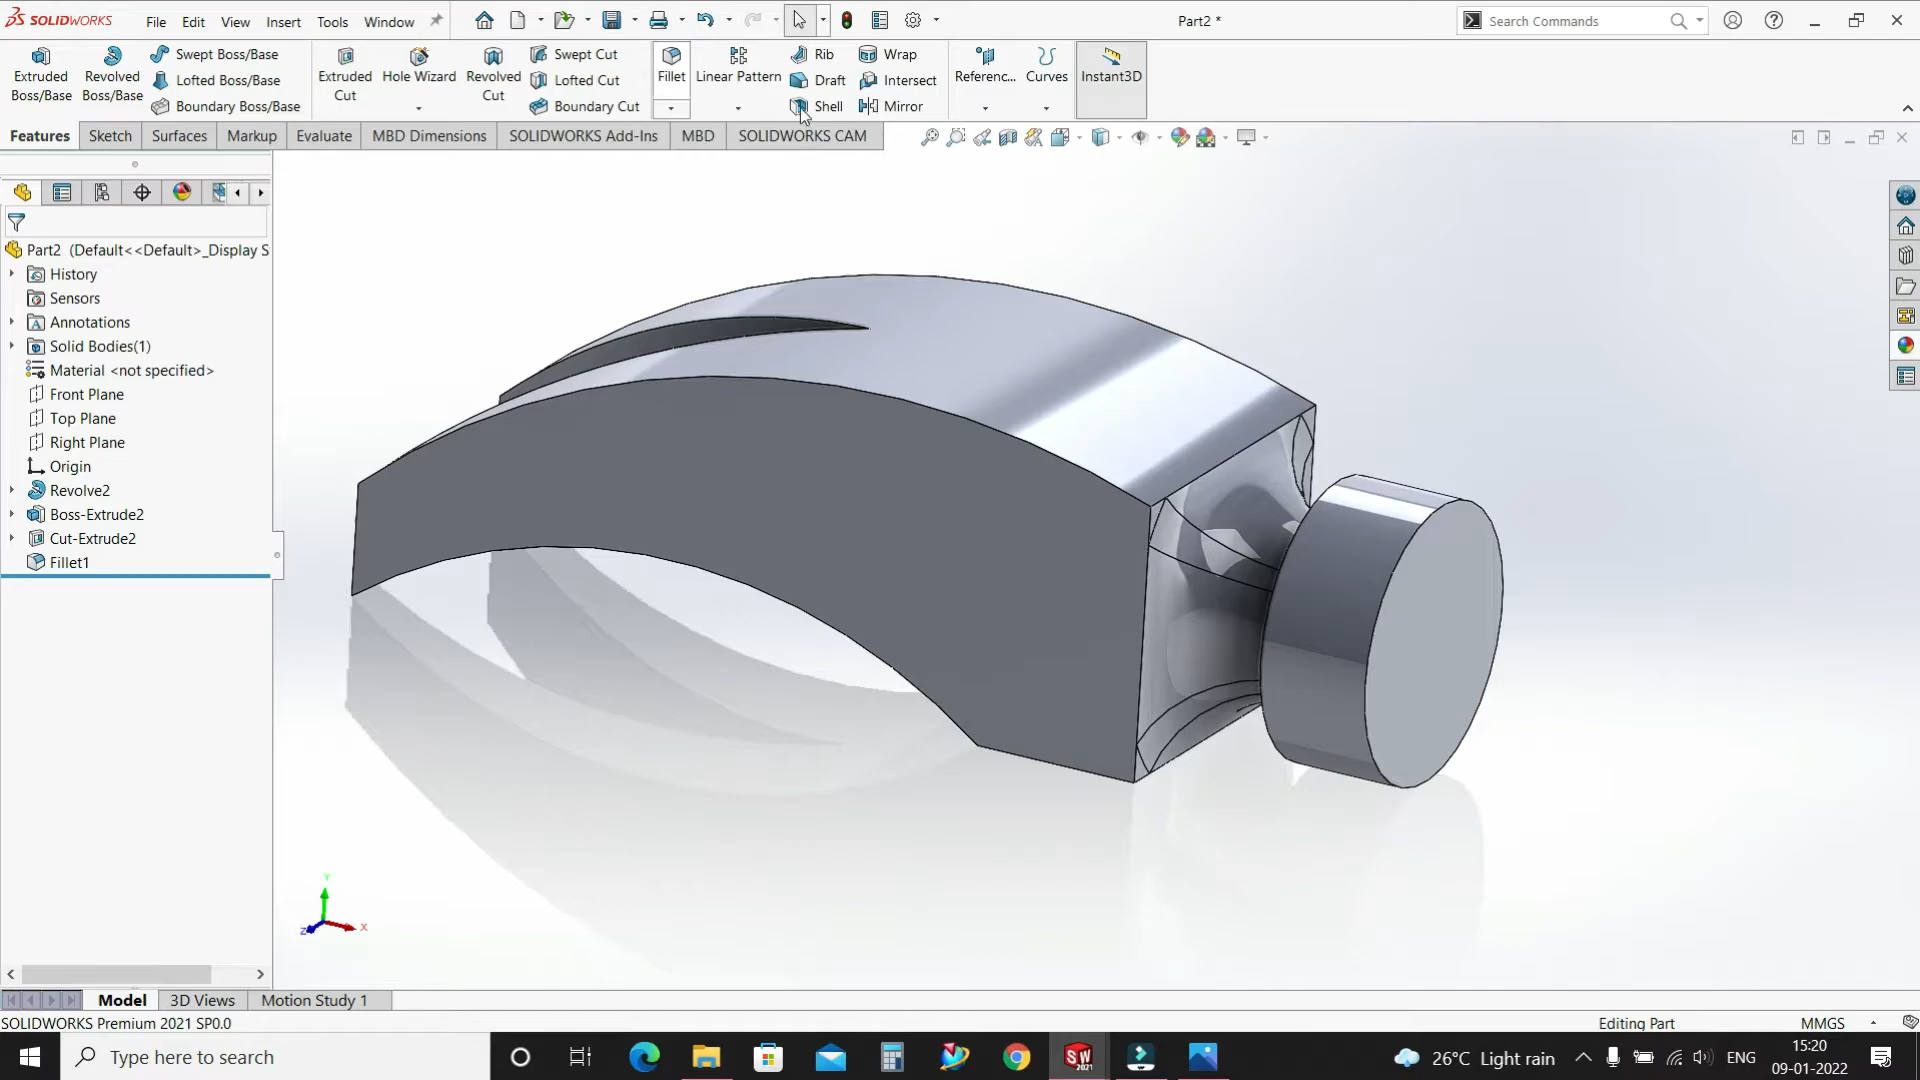 SOLIDWORKS
File
Edit
View
Insert
Tools
Window
Part2 *
Search Commands
Extruded Boss/Base
Revolved Boss/Base
Swept Boss/Base
Lofted Boss/Base
Boundary Boss/Base
Extruded Cut
Hole Wizard
Revolved Cut
Swept Cut
Lofted Cut
Boundary Cut
Fillet
Linear Pattern
Rib
Draft
Shell
Wrap
Intersect
Mirror
Referenc...
Curves
Instant3D
Features
Sketch
Surfaces
Markup
Evaluate
MBD Dimensions
SOLIDWORKS Add-Ins
MBD
SOLIDWORKS CAM
Part2 (Default<<Default>_Display S
History
Sensors
Annotations
Solid Bodies(1)
Material <not specified>
Front Plane
Top Plane
Right Plane
Origin
Revolve2
Boss-Extrude2
Cut-Extrude2
Fillet1
Y
X
Z
Model
3D Views
Motion Study 1
SOLIDWORKS Premium 2021 SP0.0
Editing Part
MMGS
Type here to search
SW
2021
26°C Light rain
ENG
15:20
09-01-2022